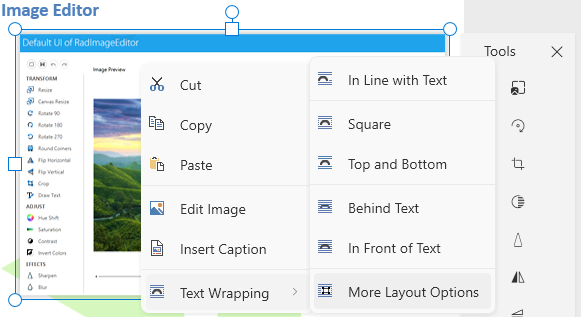 Image Editor
Default UI of RadImageEditor
Image Preview
TRANSFORM
Resize
Canvas Resize
Rotate 90
Rotate 180
Rotate 270
Round Corners
Flip Horizontal
Flip Vertical
Crop
Draw Text
ADJUST
Hue Shift
Saturation
Contrast
Invert Colors
EFFECTS
Sharpen
Blur
Cut
Copy
Paste
Edit Image
Insert Caption
Text Wrapping
In Line with Text
Square
Top and Bottom
Behind Text
In Front of Text
More Layout Options
Tools